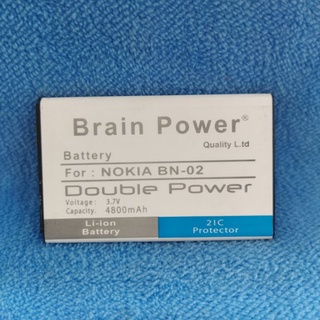 Brain Power®
Quality L.td
Battery
For : NOKIA BN-02
Double Power
Voltage : 3.7V
Capacity: 4800mAh
Li-ion 2IC
Battery Protector